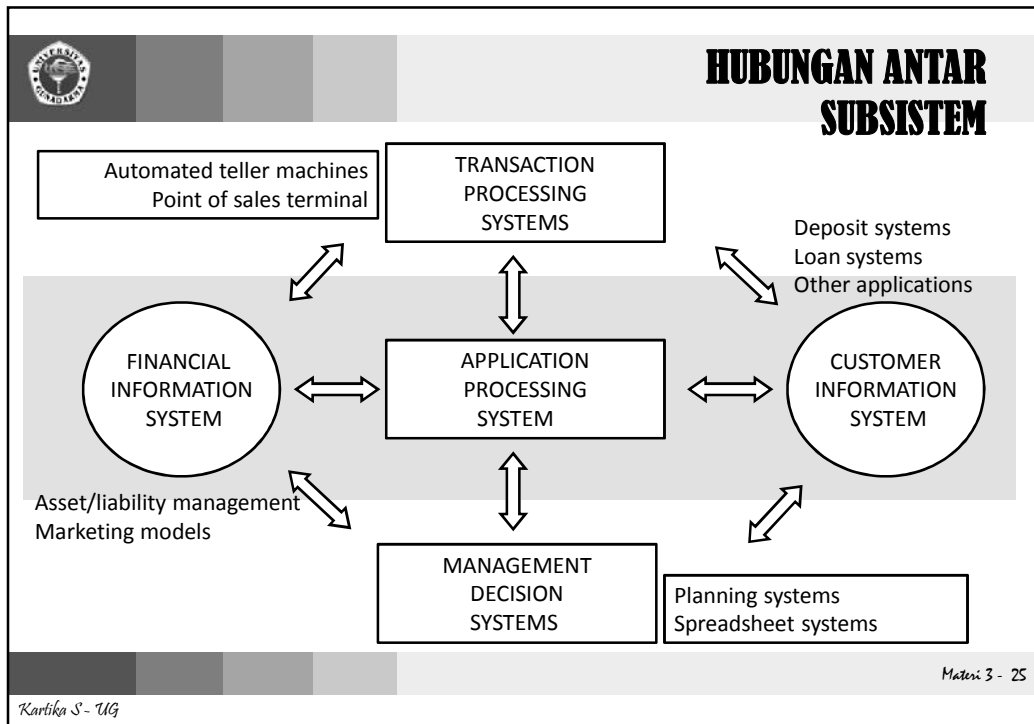 UNIVERSITAS
GUNADARMA
HUBUNGAN ANTAR
SUBSISTEM
Automated teller machines
Point of sales terminal
TRANSACTION
PROCESSING
SYSTEMS
Deposit systems
Loan systems
Other applications
FINANCIAL
INFORMATION
SYSTEM
APPLICATION
PROCESSING
SYSTEM
CUSTOMER
INFORMATION
SYSTEM
Asset/liability management
Marketing models
MANAGEMENT
DECISION
SYSTEMS
Planning systems
Spreadsheet systems
Materi 3 - 25
Kartika S - UG